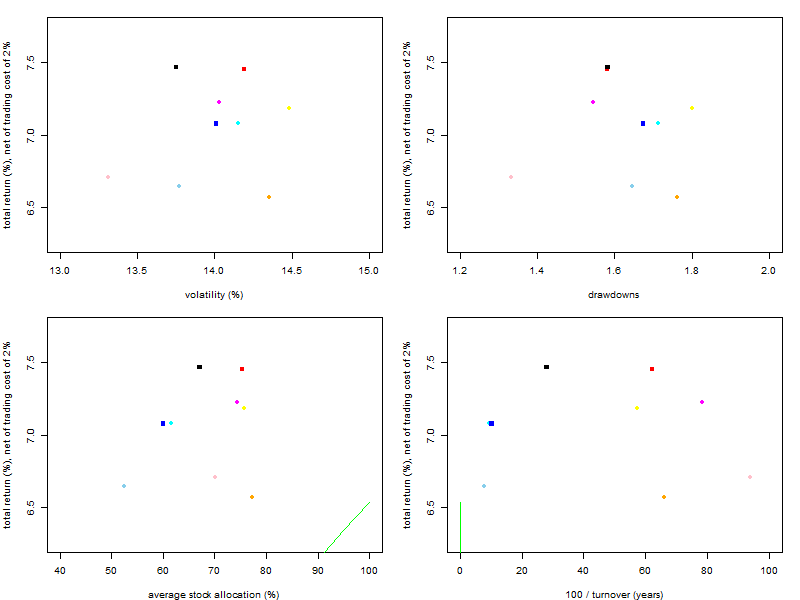 total return (%), net of trading cost of 2%
7.5
7.0
6.5
13.0 13.5 14.0 14.5 15.0
volatility (%)
total return (%), net of trading cost of 2%
7.5
7.0
6.5
1.2 1.4 1.6 1.8 2.0
drawdowns
total return (%), net of trading cost of 2%
7.5
7.0
6.5
40 50 60 70 80 90 100
average stock allocation (%)
total return (%), net of trading cost of 2%
7.5
7.0
6.5
0 20 40 60 80 100
100 / turnover (years)